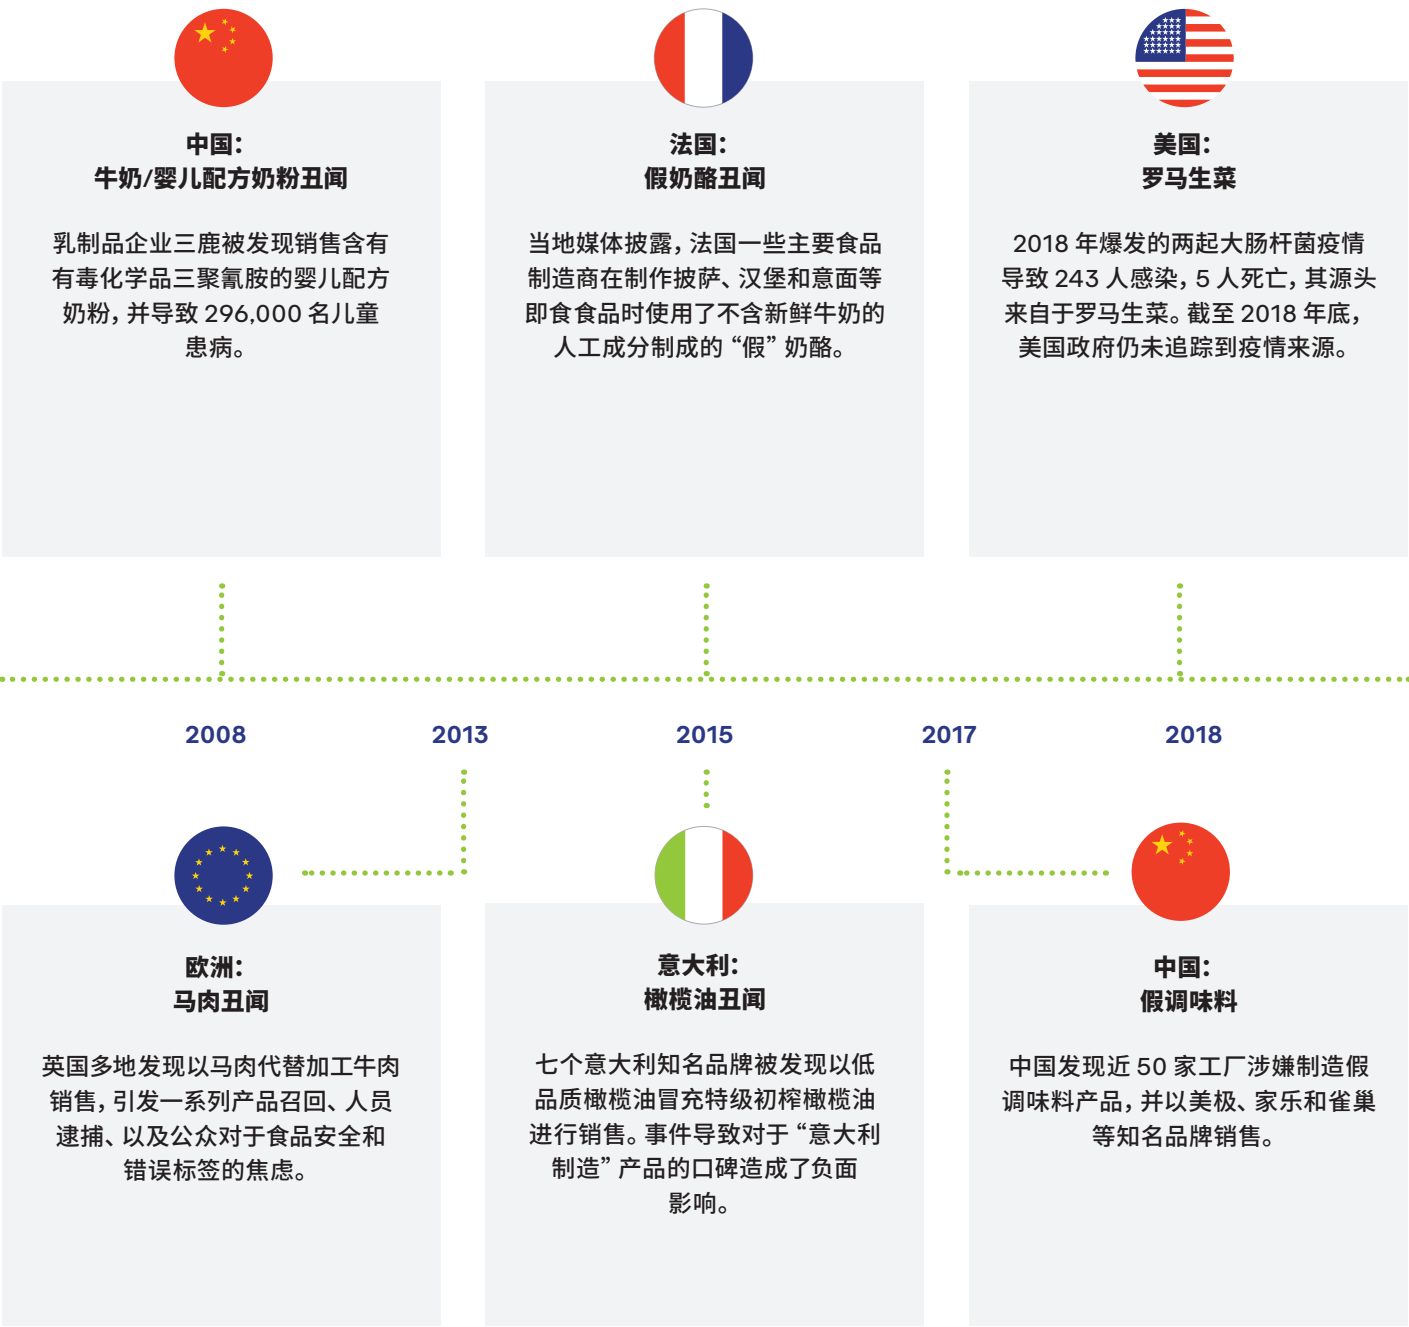 中国：
牛奶/婴儿配方奶粉丑闻
乳制品企业三鹿被发现销售含有
有毒化学品三聚氰胺的婴儿配方
奶粉，并导致 296,000 名儿童
患病。
法国：
假奶酪丑闻
当地媒体披露，法国一些主要食品
制造商在制作披萨、汉堡和意面等
即食食品时使用了不含新鲜牛奶的
人工成分制成的 “假” 奶酪。
美国：
罗马生菜
2018 年爆发的两起大肠杆菌疫情
导致 243 人感染，5 人死亡，其源头
来自于罗马生菜。截至 2018 年底，
美国政府仍未追踪到疫情来源。
2008
2013
2015
2017
2018
欧洲：
马肉丑闻
英国多地发现以马肉代替加工牛肉
销售，引发一系列产品召回、人员
逮捕、以及公众对于食品安全和
错误标签的焦虑。
意大利：
橄榄油丑闻
七个意大利知名品牌被发现以低
品质橄榄油冒充特级初榨橄榄油
进行销售。事件导致对于 “意大利
制造” 产品的口碑造成了负面
影响。
中国：
假调味料
中国发现近 50 家工厂涉嫌制造假
调味料产品，并以美极、家乐和雀巢
等知名品牌销售。